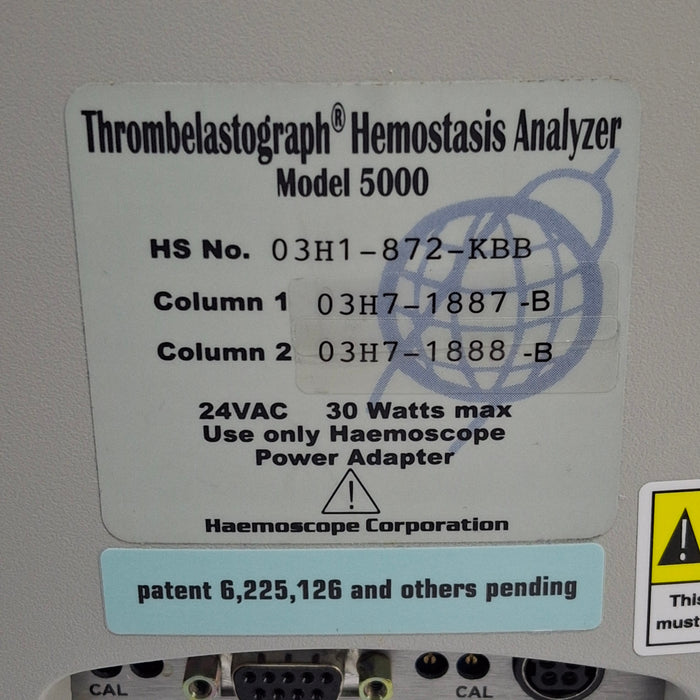 Thrombelastograph® Hemostasis Analyzer
Model 5000
HS No. 03H1-872-KBB
Column 1 03H7-1887 -B
Column 2 03H7-1888 -B
24VAC 30 Watts max
Use only Haemoscope
Power Adapter
Haemoscope Corporation
patent 6,225,126 and others pending
!
This
must
CAL
CAL